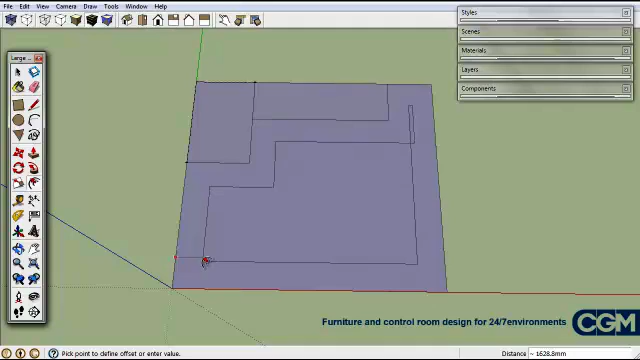 File Edit View Camera Draw Tools Window Help
Styles
Scenes
Materials
Layers
Components
Large ...
Furniture and control room design for 24/7environments
CGM
Pick point to define offset or enter value.
Distance ~ 1628.8mm